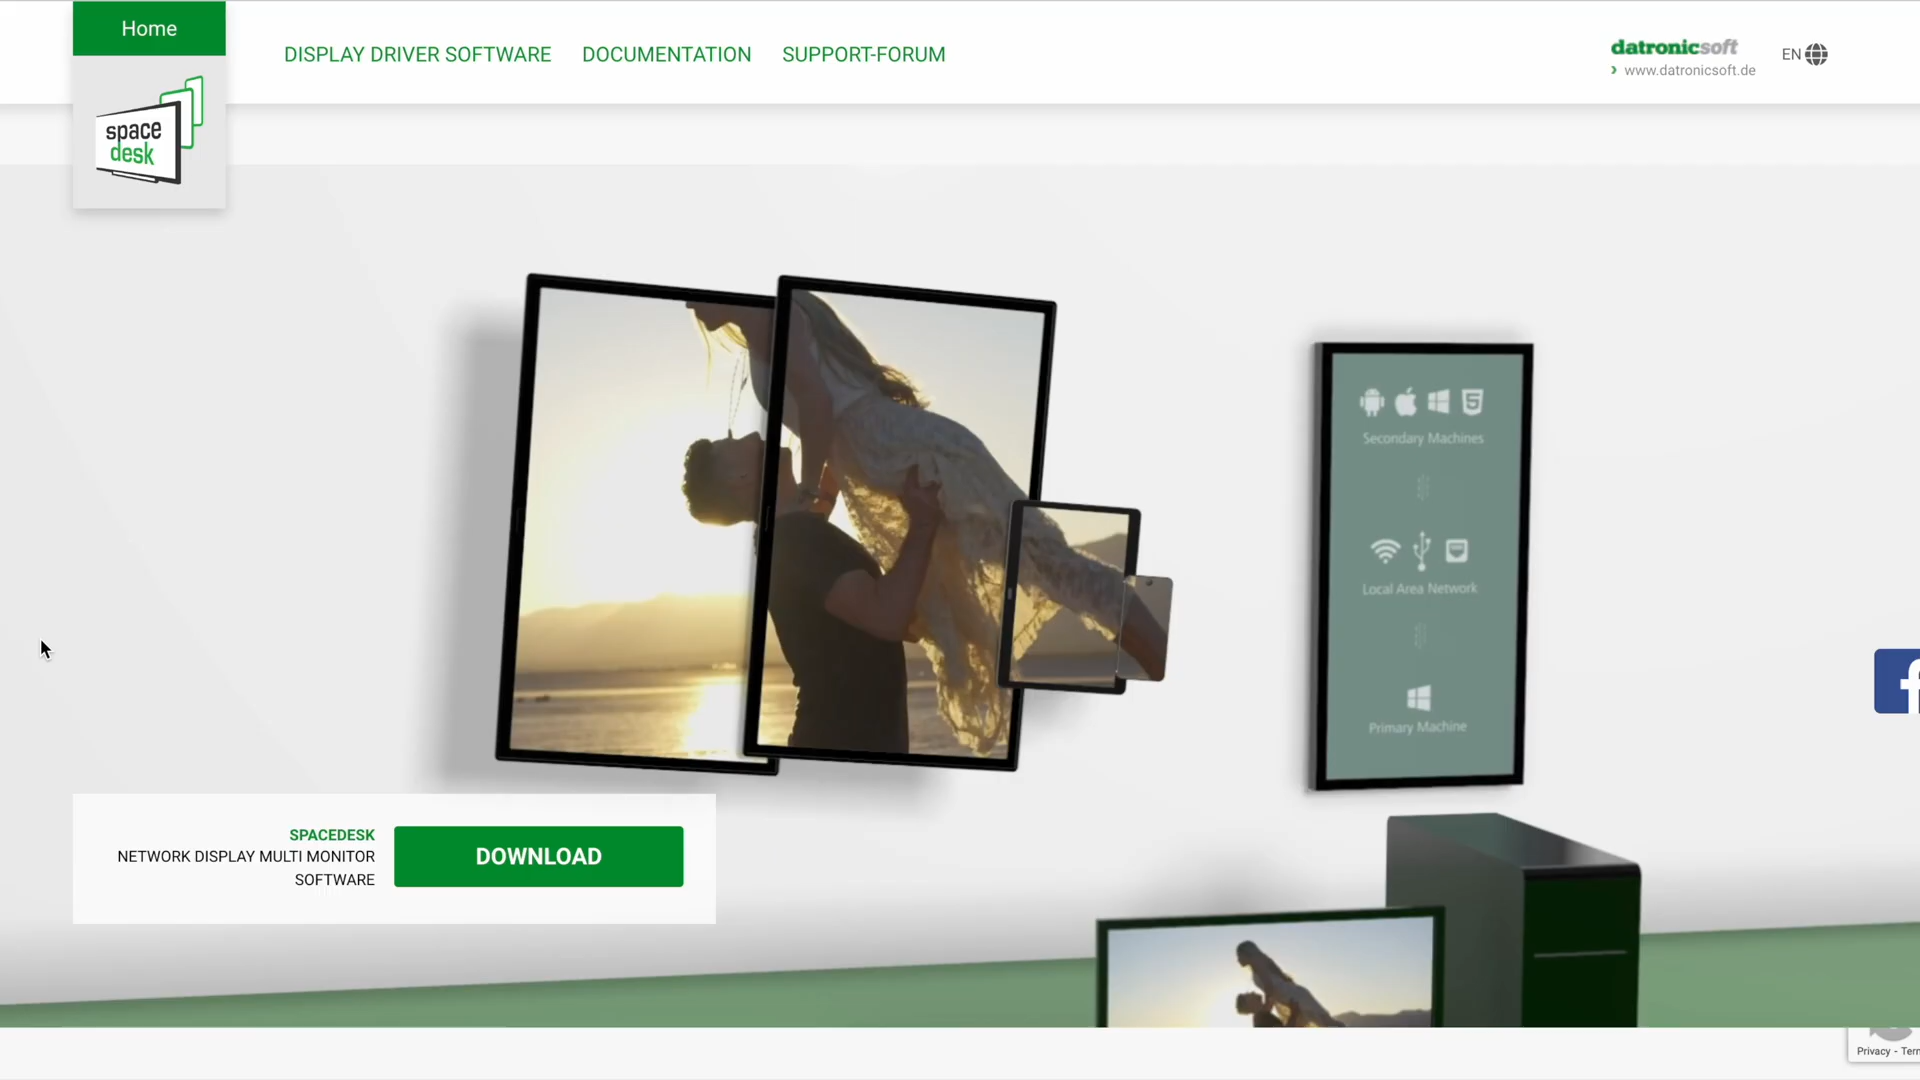 Home
DISPLAY DRIVER SOFTWARE
DOCUMENTATION
SUPPORT-FORUM
datronicsoft
www.datronicsoft.de
EN
space
desk
Secondary Machines
Local Area Network
Primary Machine
SPACEDESK
NETWORK DISPLAY MULTI MONITOR
SOFTWARE
DOWNLOAD
Privacy -